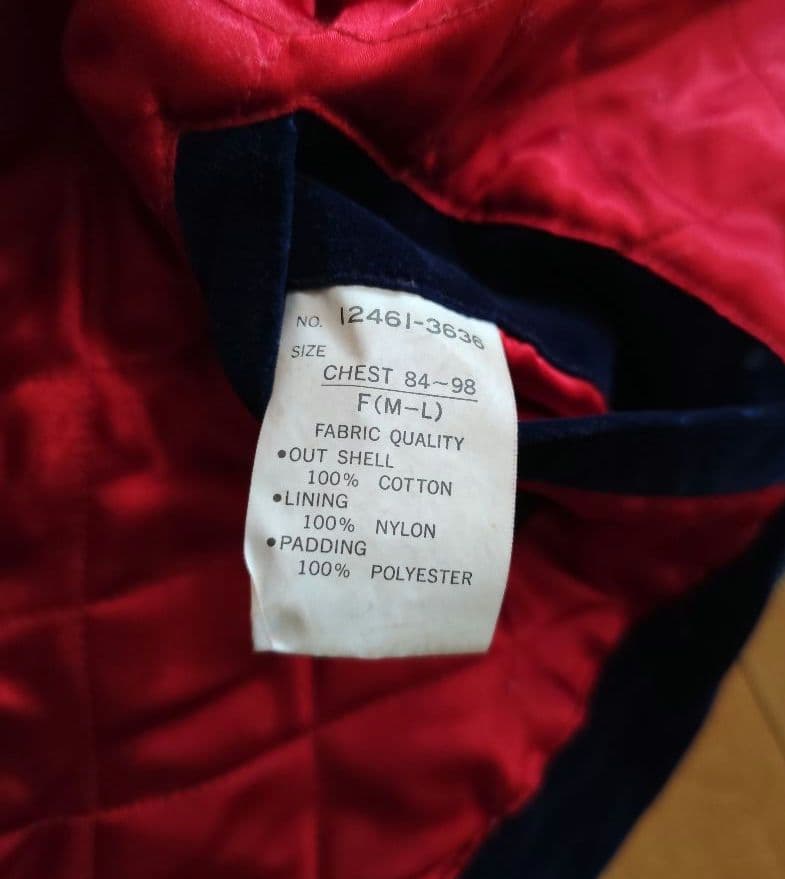 NO. 12461-3636
SIZE
CHEST 84~98
F(M-L)
FABRIC QUALITY
•OUT SHELL
100% COTTON
•LINING
100% NYLON
•PADDING
100% POLYESTER